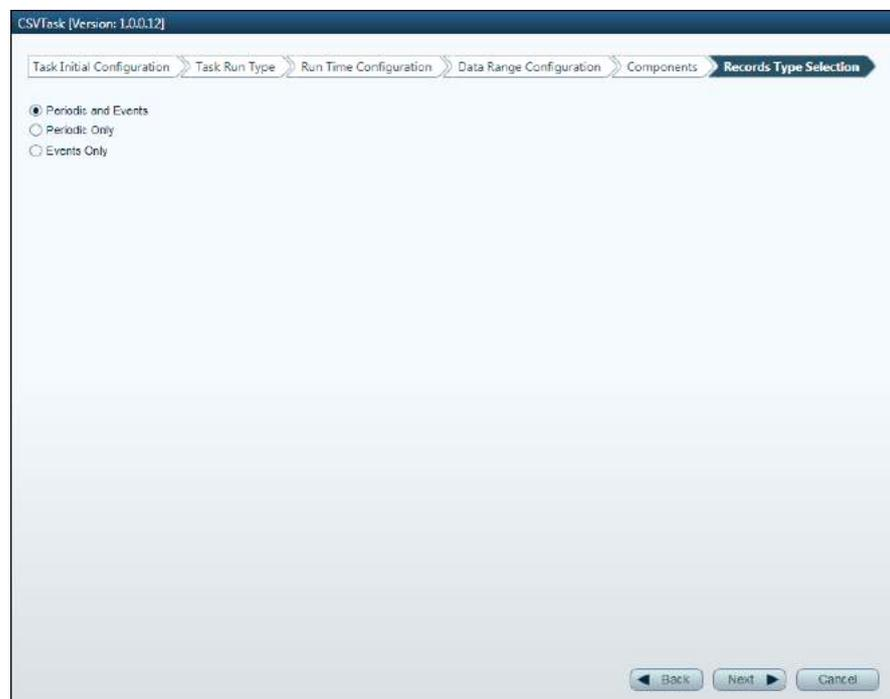 CSVTask [Version: 1.0.0.12]
Task Initial Configuration Task Run Type Run Time Configuration Data Range Configuration Components Records Type Selection
Periodic and Events
Periodic Only
Events Only
Back Next Cancel